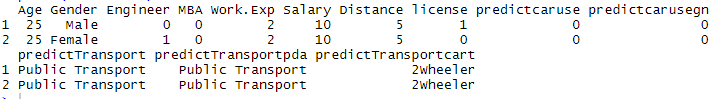 Age Gender Engineer MBA Work.Exp Salary Distance license predictcaruse predictcarusegn
1 25 Male 0 0 2 10 5 1 0 0
2 25 Female 1 0 2 10 5 0 0 0
predictTransport predictTransportpda predictTransportcart
1 Public Transport Public Transport 2Wheeler
2 Public Transport Public Transport 2Wheeler
>